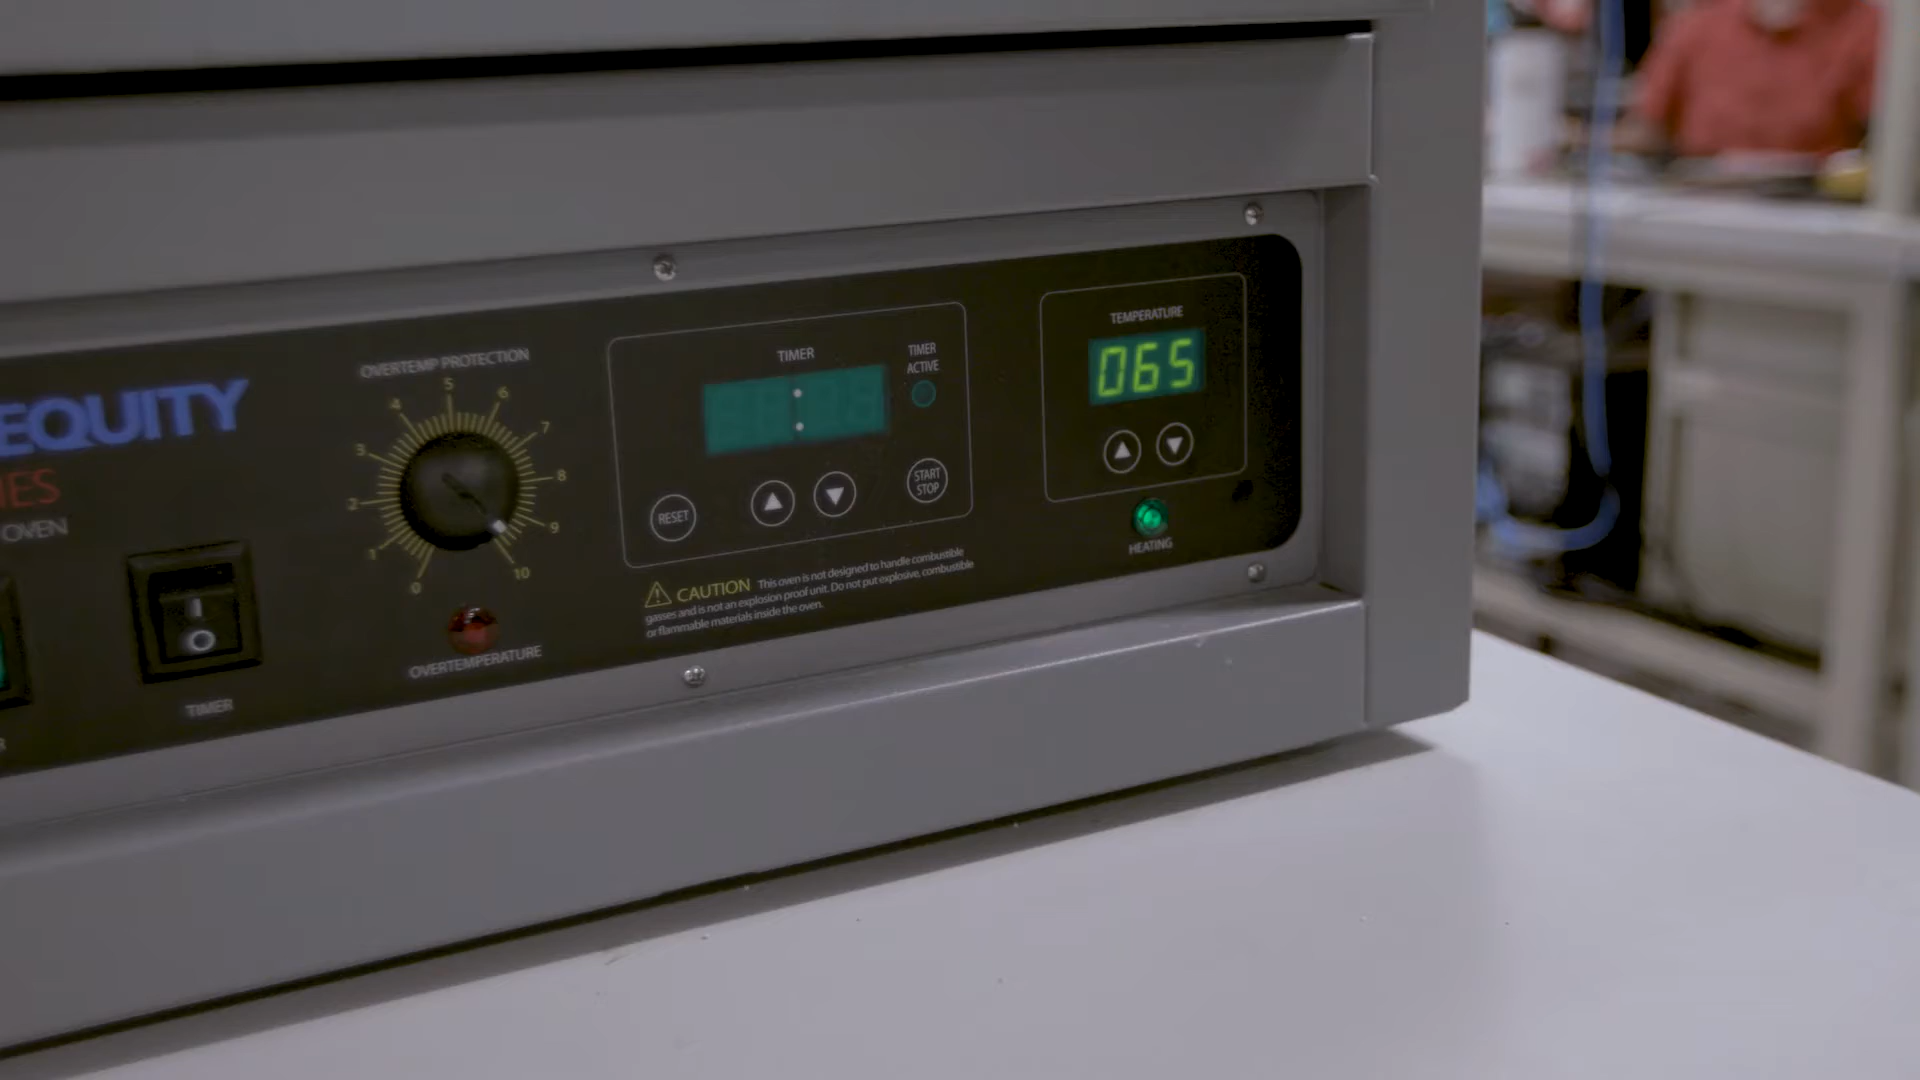 EQUITY
IES
OVEN
TIMER
OVERTEMP PROTECTION
0
1
2
3
4
5
6
7
8
9
10
OVERTEMPERATURE
TIMER
TIMER
ACTIVE
RESET
START
STOP
CAUTION This oven is not designed to handle combustible
gasses and is not an explosion proof unit. Do not put explosive, combustible
or flammable materials inside the oven.
TEMPERATURE
065
HEATING
R